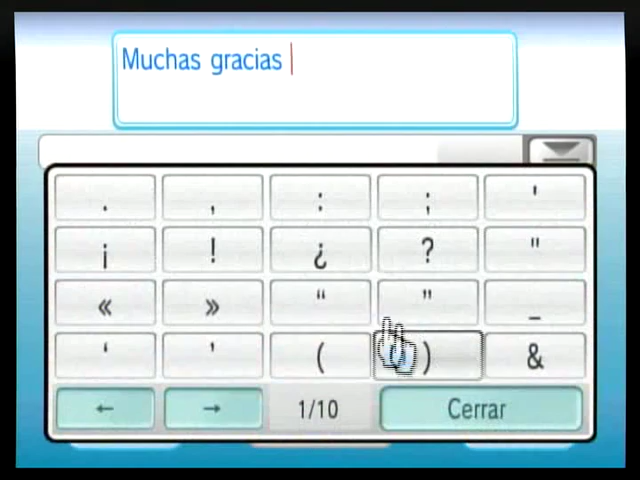 Muchas gracias
. , : ; '
¡ ! ¿ ? "
« » “ ” _
‘ ’ ( ) &
← → 1/10 Cerrar